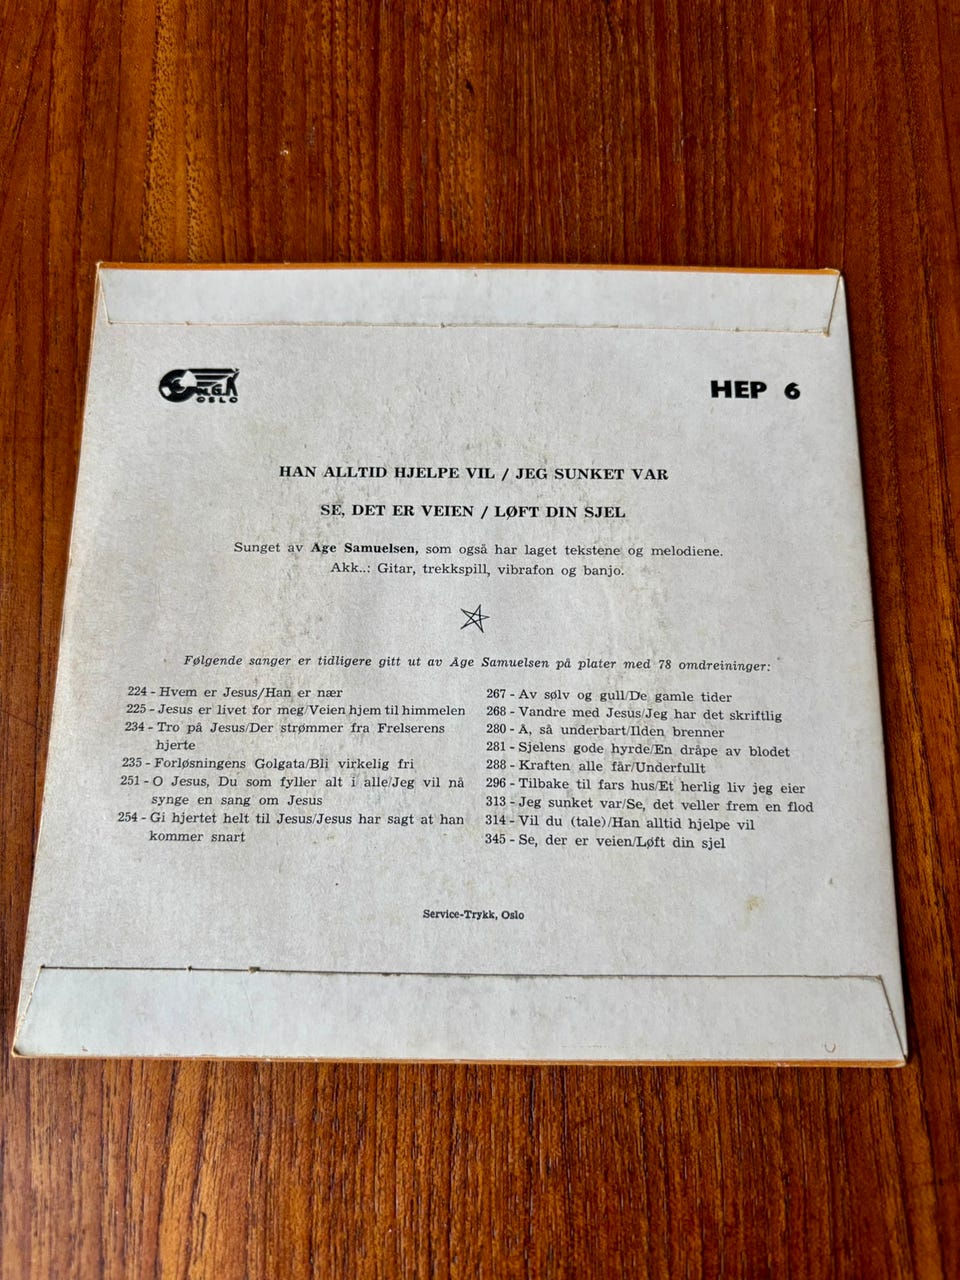 OSLO
HEP 6
HAN ALLTID HJELPE VIL / JEG SUNKET VAR
SE, DET ER VEIEN / LØFT DIN SJEL
Sunget av Age Samuelsen, som også har laget tekstene og melodiene.
Akk..: Gitar, trekkspill, vibrafon og banjo.
Følgende sanger er tidligere gitt ut av Age Samuelsen på plater med 78 omdreininger:
224 - Hvem er Jesus/Han er nær
225 - Jesus er livet for meg/Veien hjem til himmelen
234 - Tro på Jesus/Der strømmer fra Frelserens
hjerte
235 - Forløsningens Golgata/Bli virkelig fri
251 - O Jesus, Du som fyller alt i alle/Jeg vil nå
synge en sang om Jesus
254 - Gi hjertet helt til Jesus/Jesus har sagt at han
kommer snart
267 - Av sølv og gull/De gamle tider
268 - Vandre med Jesus/Jeg har det skriftlig
280 - A, så underbart/Ilden brenner
281 - Sjelens gode hyrde/En dråpe av blodet
288 - Kraften alle får/Underfullt
296 - Tilbake til fars hus/Et herlig liv jeg eier
313 - Jeg sunket var/Se, det veller frem en flod
314 - Vil du (tale)/Han alltid hjelpe vil
345 - Se, der er veien/Løft din sjel
Service-Trykk, Oslo